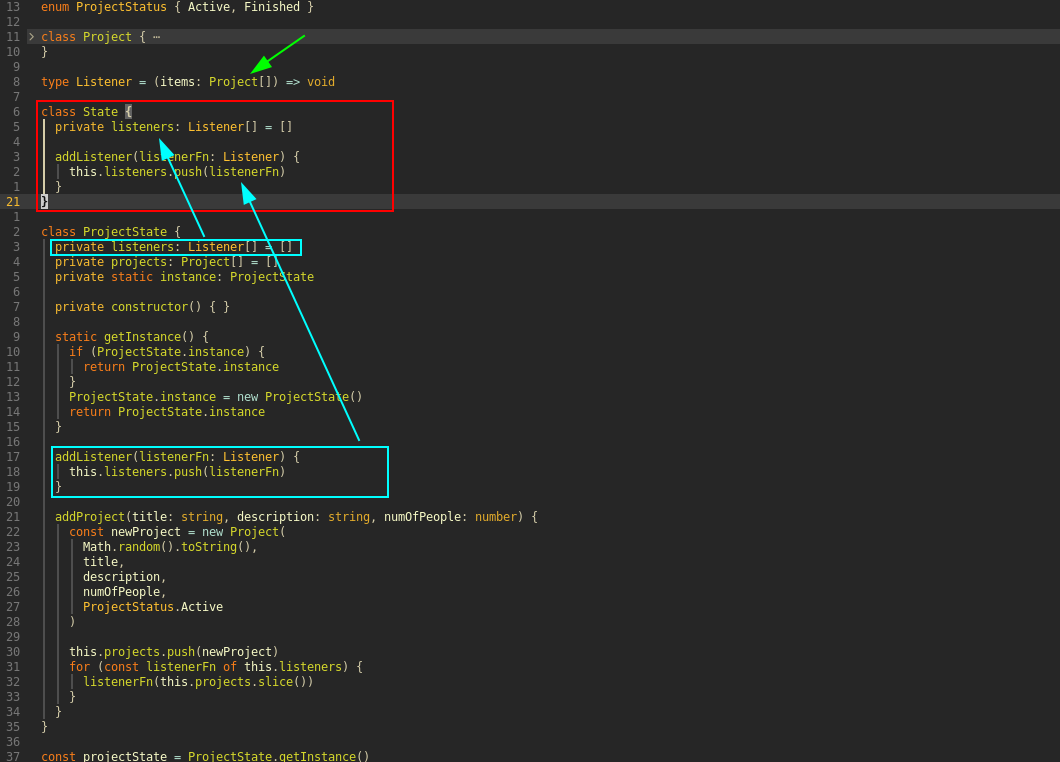 13 enum ProjectStatus { Active, Finished }
12
11 > class Project { ⋯
10 }
9
8 type Listener = (items: Project[]) => void
7
6 class State {
5 private listeners: Listener[] = []
4
3 addListener(listenerFn: Listener) {
2 this.listeners.push(listenerFn)
1 }
21 }
1
2 class ProjectState {
3 private listeners: Listener[] = []
4 private projects: Project[] = []
5 private static instance: ProjectState
6
7 private constructor() { }
8
9 static getInstance() {
10 if (ProjectState.instance) {
11 return ProjectState.instance
12 }
13 ProjectState.instance = new ProjectState()
14 return ProjectState.instance
15 }
16
17 addListener(listenerFn: Listener) {
18 this.listeners.push(listenerFn)
19 }
20
21 addProject(title: string, description: string, numOfPeople: number) {
22 const newProject = new Project(
23 Math.random().toString(),
24 title,
25 description,
26 numOfPeople,
27 ProjectStatus.Active
28 )
29
30 this.projects.push(newProject)
31 for (const listenerFn of this.listeners) {
32 listenerFn(this.projects.slice())
33 }
34 }
35 }
36
37 const projectState = ProjectState.getInstance()